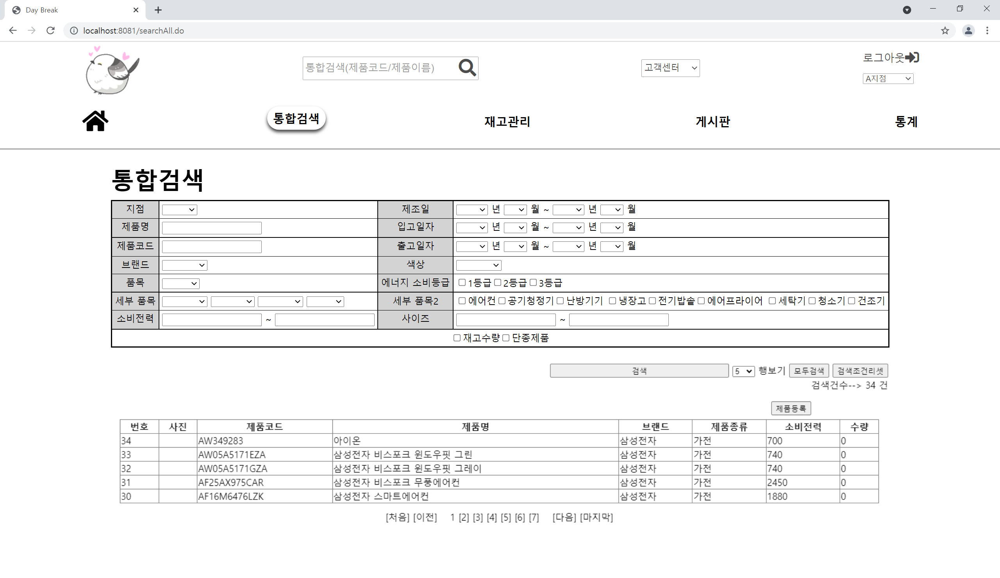 Day Break
localhost:8081/searchAll.do
로그아웃
통합검색(제품코드/제품이름)
고객센터
A지점
통합검색 재고관리 게시판 통계
통합검색
지점 제조일 년 월 ~ 년 월
제품명 입고일자 년 월 ~ 년 월
제품코드 출고일자 년 월 ~ 년 월
브랜드 색상
품목 에너지 소비등급 1등급 2등급 3등급
세부 품목 세부 품목2 에어컨 공기청정기 난방기기 냉장고 전기밥솥 에어프라이어 세탁기 청소기 건조기
소비전력 ~ 사이즈 ~
재고수량 단종제품
검색 5 행보기 모두검색 검색조건리셋
검색건수--> 34 건
제품등록
번호 사진 제품코드 제품명 브랜드 제품종류 소비전력 수량
34 AW349283 아이온 삼성전자 가전 700 0
33 AW05A5171EZA 삼성전자 비스포크 윈도우핏 그린 삼성전자 가전 740 0
32 AW05A5171GZA 삼성전자 비스포크 윈도우핏 그레이 삼성전자 가전 740 0
31 AF25AX975CAR 삼성전자 비스포크 무풍에어컨 삼성전자 가전 2450 0
30 AF16M6476LZK 삼성전자 스마트에어컨 삼성전자 가전 1880 0
[처음] [이전] 1 [2] [3] [4] [5] [6] [7] [다음] [마지막]